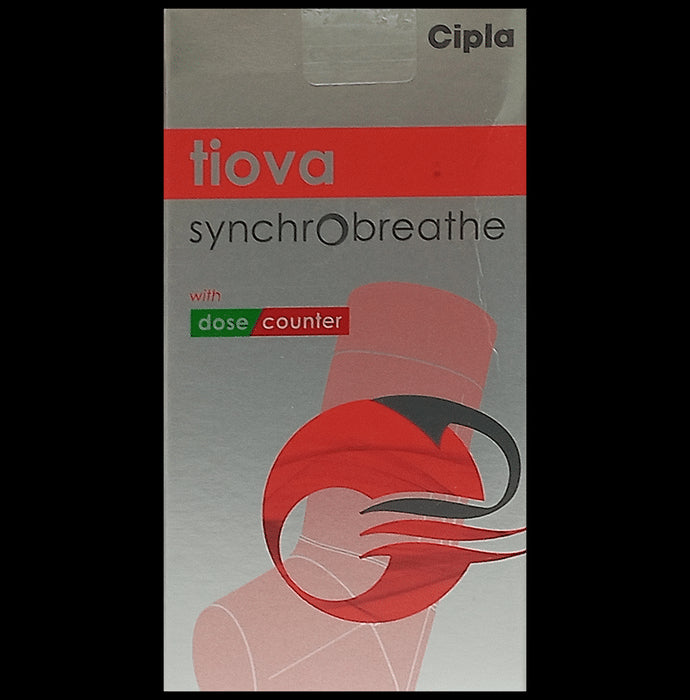 Cipla
tiova
synchrobreathe
with
dose counter